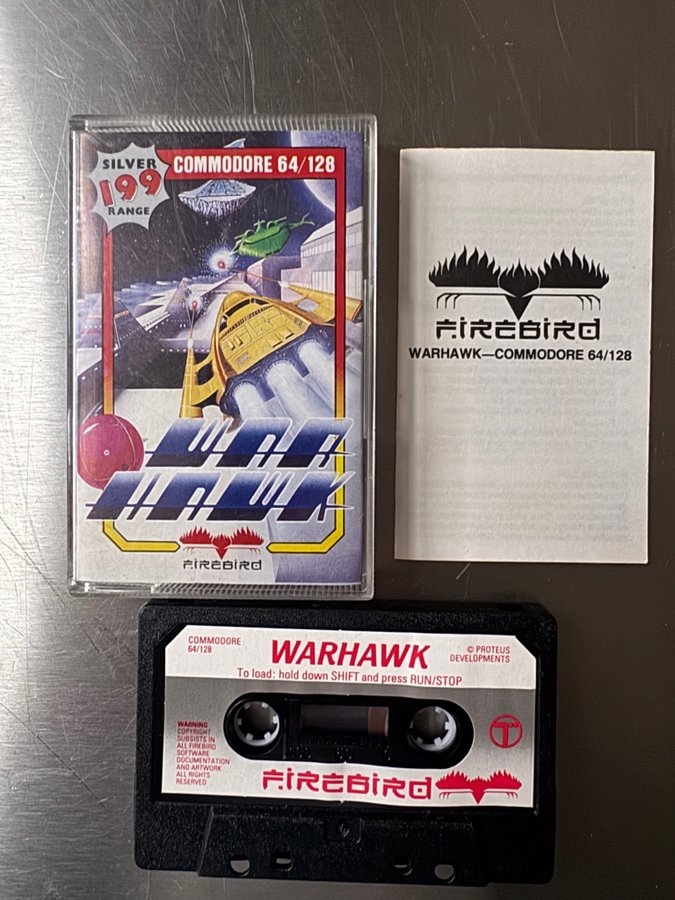 SILVER
199
RANGE
COMMODORE 64/128
WAR
HAWK
FIREBIRD
FIREBIRD
WARHAWK—COMMODORE 64/128
COMMODORE
64/128
WARHAWK
© PROTEUS
DEVELOPMENTS
To load: hold down SHIFT and press RUN/STOP
WARNING
COPYRIGHT
SUBSISTS IN
ALL FIREBIRD
SOFTWARE
DOCUMENTATION
AND ARTWORK
ALL RIGHTS
RESERVED
FIREBIRD